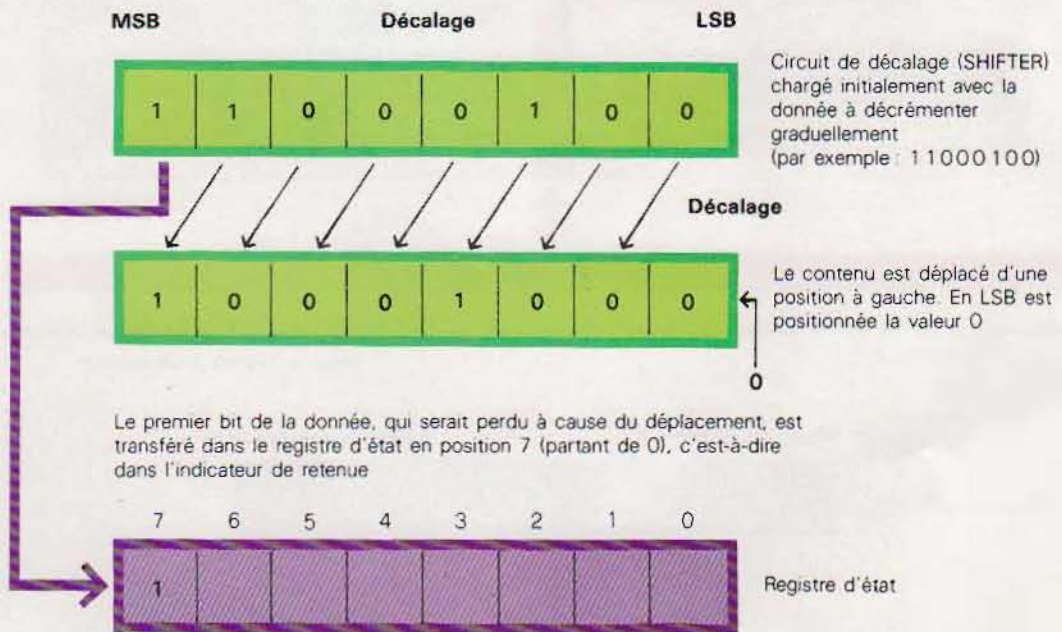 MSB Décalage LSB
1 1 0 0 0 1 0 0
Circuit de décalage (SHIFTER)
chargé initialement avec la
donnée à décrémenter
graduellement
(par exemple : 11000100)
Décalage
1 0 0 0 1 0 0 0
Le contenu est déplacé d'une
position à gauche. En LSB est
positionnée la valeur 0
0
Le premier bit de la donnée, qui serait perdu à cause du déplacement, est
transféré dans le registre d'état en position 7 (partant de 0), c'est-à-dire
dans l'indicateur de retenue
7 6 5 4 3 2 1 0
1
Registre d'état